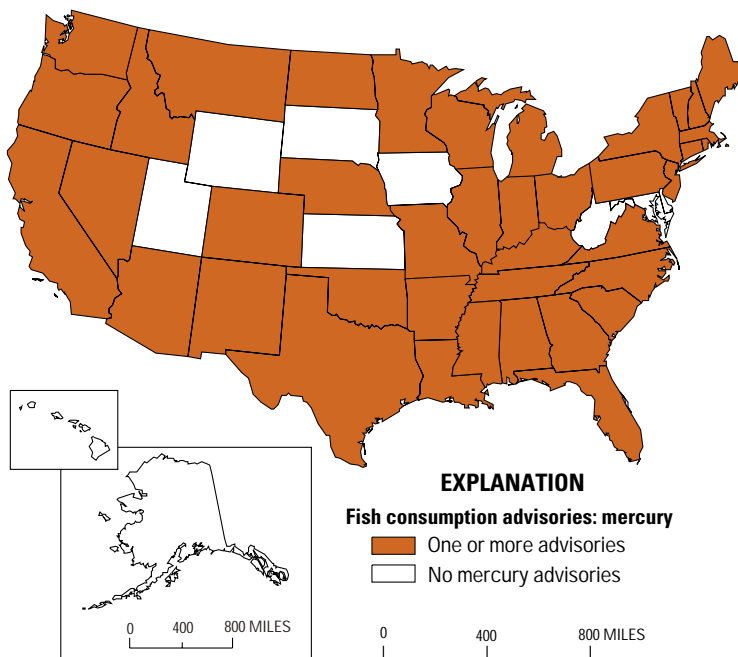 EXPLANATION
Fish consumption advisories: mercury
One or more advisories
No mercury advisories
0 400 800 MILES
0 400 800 MILES